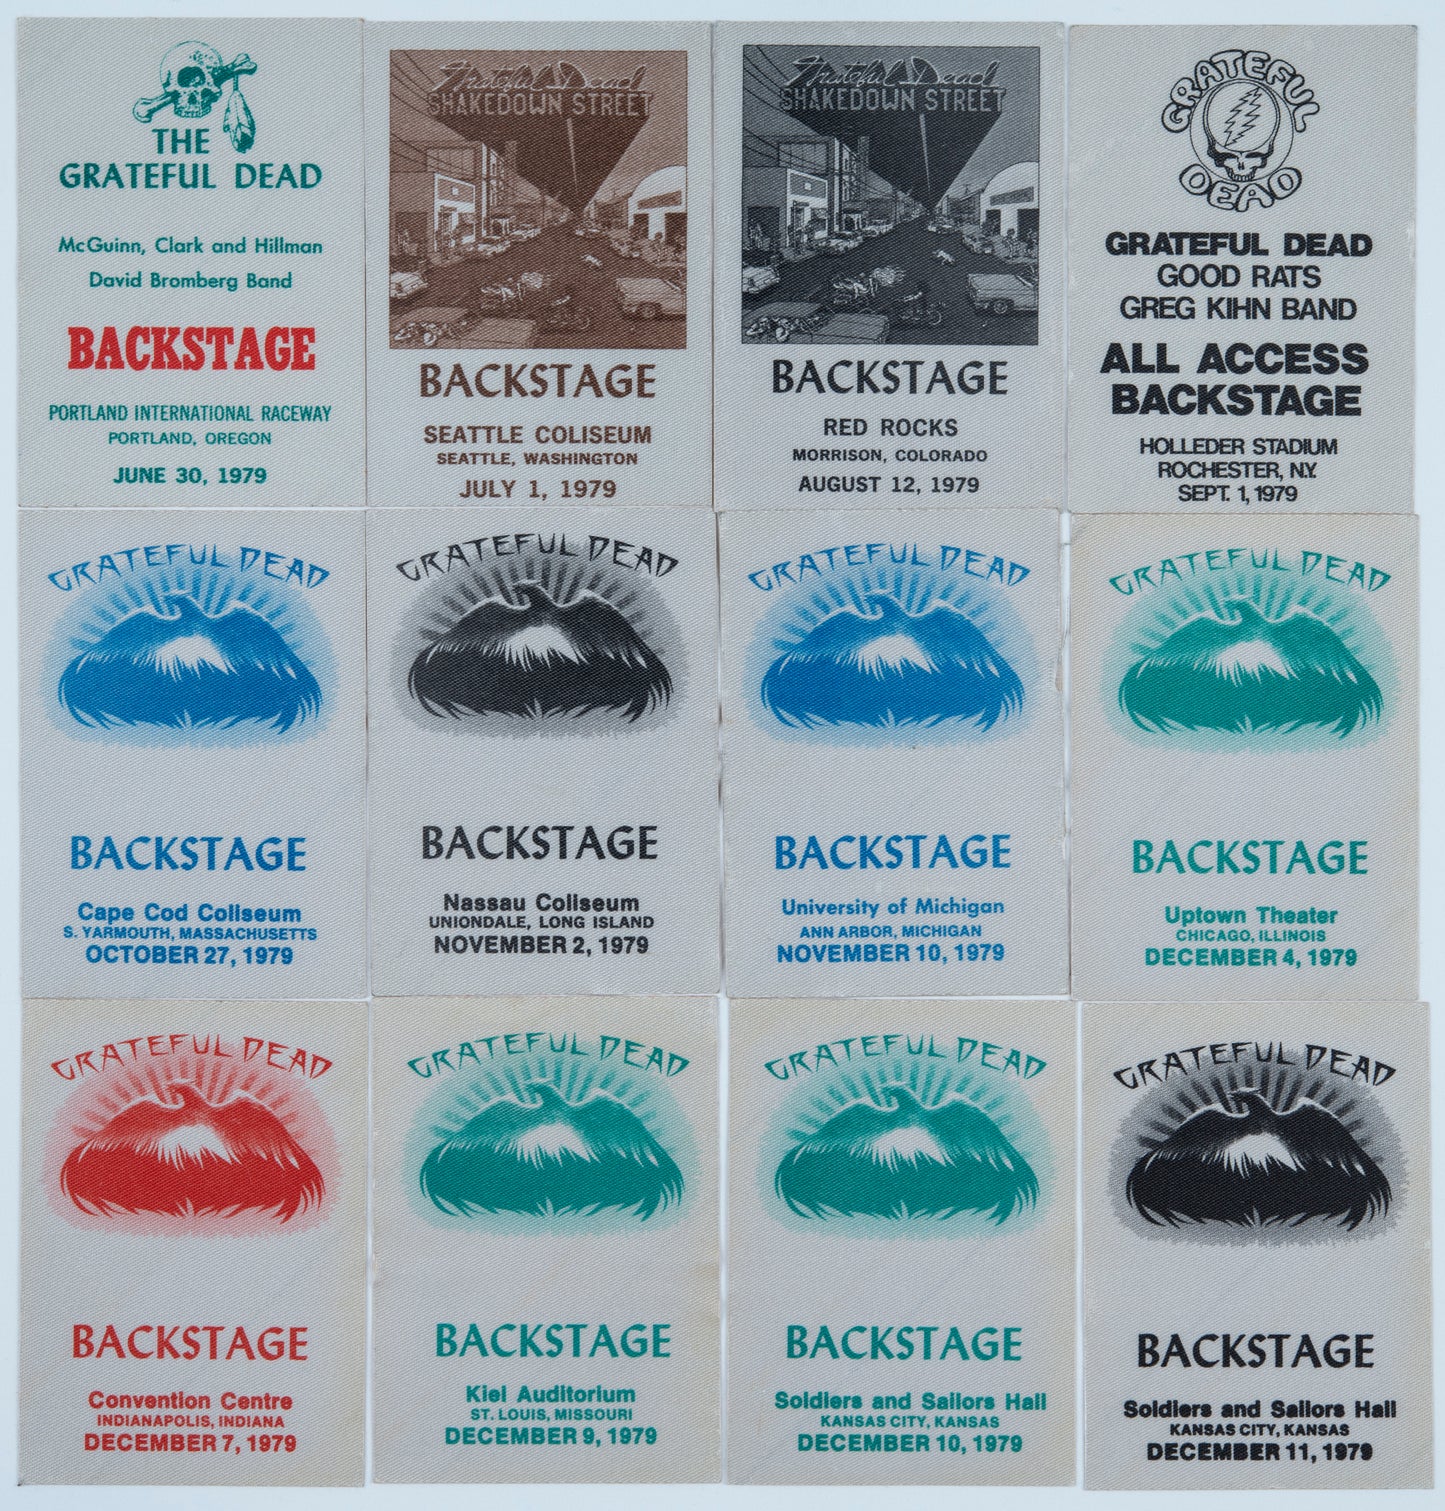 THE
GRATEFUL DEAD
McGuinn, Clark and Hillman
David Bromberg Band
BACKSTAGE
PORTLAND INTERNATIONAL RACEWAY
PORTLAND, OREGON
JUNE 30, 1979
Grateful Dead
SHAKEDOWN STREET
BACKSTAGE
SEATTLE COLISEUM
SEATTLE, WASHINGTON
JULY 1, 1979
Grateful Dead
SHAKEDOWN STREET
BACKSTAGE
RED ROCKS
MORRISON, COLORADO
AUGUST 12, 1979
GRATEFUL
DEAD
GRATEFUL DEAD
GOOD RATS
GREG KIHN BAND
ALL ACCESS
BACKSTAGE
HOLLEDER STADIUM
ROCHESTER, N.Y.
SEPT. 1, 1979
GRATEFUL DEAD
BACKSTAGE
Cape Cod Coliseum
S. YARMOUTH, MASSACHUSETTS
OCTOBER 27, 1979
GRATEFUL DEAD
BACKSTAGE
Nassau Coliseum
UNIONDALE, LONG ISLAND
NOVEMBER 2, 1979
GRATEFUL DEAD
BACKSTAGE
University of Michigan
ANN ARBOR, MICHIGAN
NOVEMBER 10, 1979
GRATEFUL DEAD
BACKSTAGE
Uptown Theater
CHICAGO, ILLINOIS
DECEMBER 4, 1979
GRATEFUL DEAD
BACKSTAGE
Convention Centre
INDIANAPOLIS, INDIANA
DECEMBER 7, 1979
GRATEFUL DEAD
BACKSTAGE
Kiel Auditorium
ST. LOUIS, MISSOURI
DECEMBER 9, 1979
GRATEFUL DEAD
BACKSTAGE
Soldiers and Sailors Hall
KANSAS CITY, KANSAS
DECEMBER 10, 1979
GRATEFUL DEAD
BACKSTAGE
Soldiers and Sailors Hall
KANSAS CITY, KANSAS
DECEMBER 11, 1979